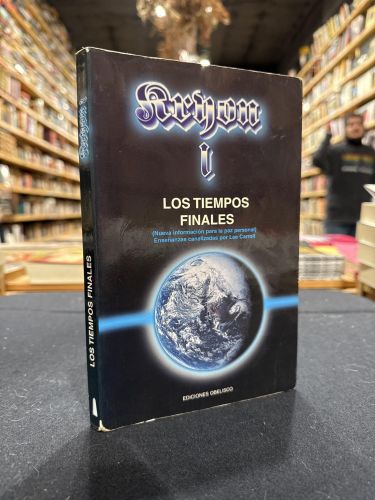 Kryon
I
LOS TIEMPOS
FINALES
(Nueva información para la paz personal)
Enseñanzas canalizadas por Lee Carroll
EDICIONES OBELISCO
Kryon I
LOS TIEMPOS FINALES